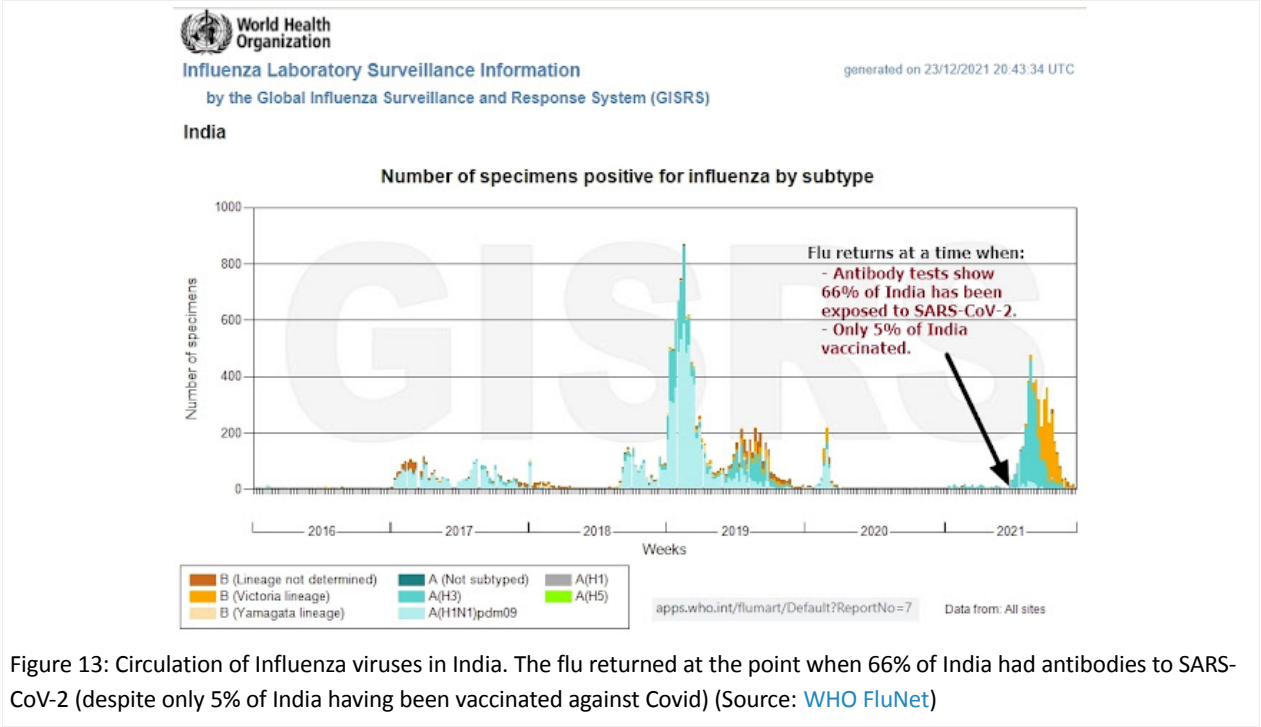 World Health
Organization
Influenza Laboratory Surveillance Information
generated on 23/12/2021 20:43:34 UTC
by the Global Influenza Surveillance and Response System (GISRS)
India
Number of specimens positive for influenza by subtype
GISRS
Number of specimens
1000
800
600
400
200
0
Flu returns at a time when:
- Antibody tests show
66% of India has been
exposed to SARS-CoV-2.
- Only 5% of India
vaccinated.
2016 2017 2018 2019 2020 2021
Weeks
B (Lineage not determined) A (Not subtyped) A(H1)
B (Victoria lineage) A(H3) A(H5)
B (Yamagata lineage) A(H1N1)pdm09
apps.who.int/flumart/Default?ReportNo=7
Data from: All sites
Figure 13: Circulation of Influenza viruses in India. The flu returned at the point when 66% of India had antibodies to SARS-
CoV-2 (despite only 5% of India having been vaccinated against Covid) (Source: WHO FluNet)